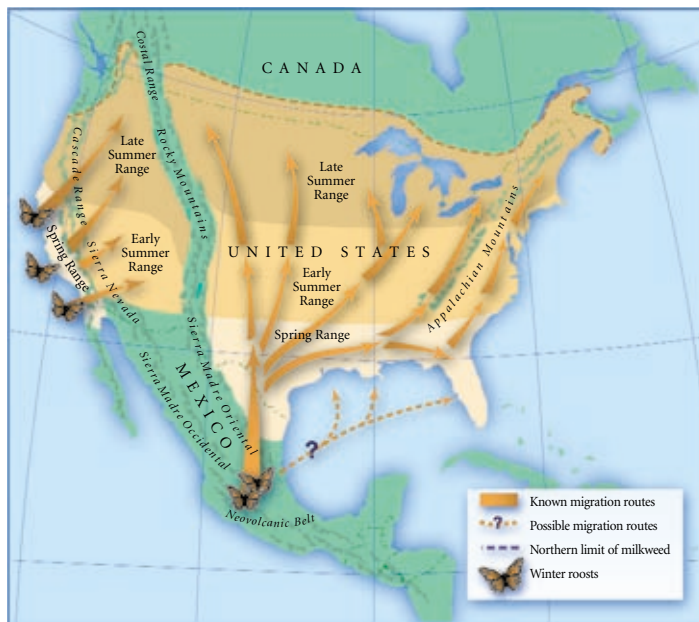 CANADA
Costal Range
Rocky Mountains
Cascade Range
Late
Summer
Range
Late
Summer
Range
Appalachian Mountains
Spring Range
Sierra Nevada
Early
Summer
Range
UNITED STATES
Early
Summer
Range
Spring Range
Sierra Madre Occidental
MEXICO
Sierra Madre Oriental
?
Neovolcanic Belt
Known migration routes
? Possible migration routes
Northern limit of milkweed
Winter roosts